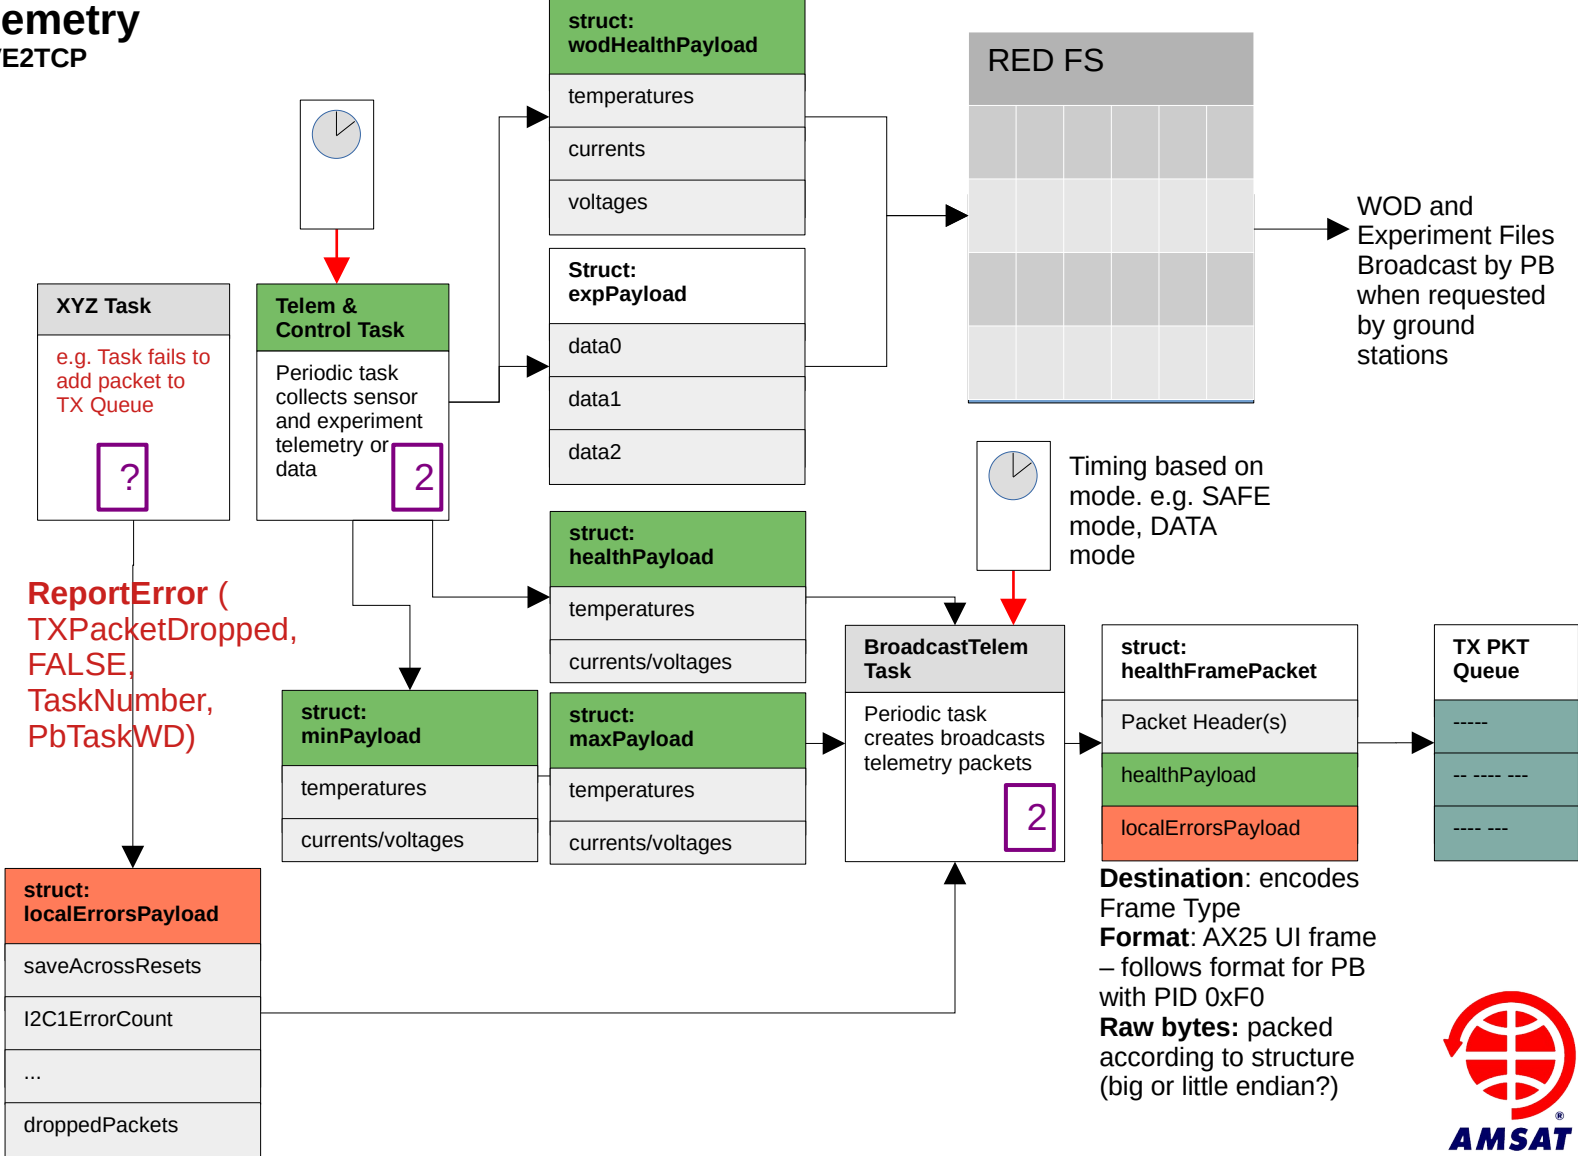 emetry
E2TCP
struct:
wodHealthPayload
temperatures
currents
voltages
RED FS
WOD and
Experiment Files
Broadcast by PB
when requested
by ground
stations
Struct:
expPayload
data0
data1
data2
XYZ Task
e.g. Task fails to
add packet to
TX Queue
?
Telem &
Control Task
Periodic task
collects sensor
and experiment
telemetry or
data
2
Timing based on
mode. e.g. SAFE
mode, DATA
mode
struct:
healthPayload
temperatures
currents/voltages
ReportError (
TXPacketDropped,
FALSE,
TaskNumber,
PbTaskWD)
struct:
minPayload
temperatures
currents/voltages
struct:
maxPayload
temperatures
currents/voltages
BroadcastTelem
Task
Periodic task
creates broadcasts
telemetry packets
2
struct:
healthFramePacket
Packet Header(s)
healthPayload
localErrorsPayload
TX PKT
Queue
-----
-- ---- ---
---- ---
Destination: encodes
Frame Type
Format: AX25 UI frame
– follows format for PB
with PID 0xF0
Raw bytes: packed
according to structure
(big or little endian?)
struct:
localErrorsPayload
saveAcrossResets
I2C1ErrorCount
...
droppedPackets
®
AMSAT